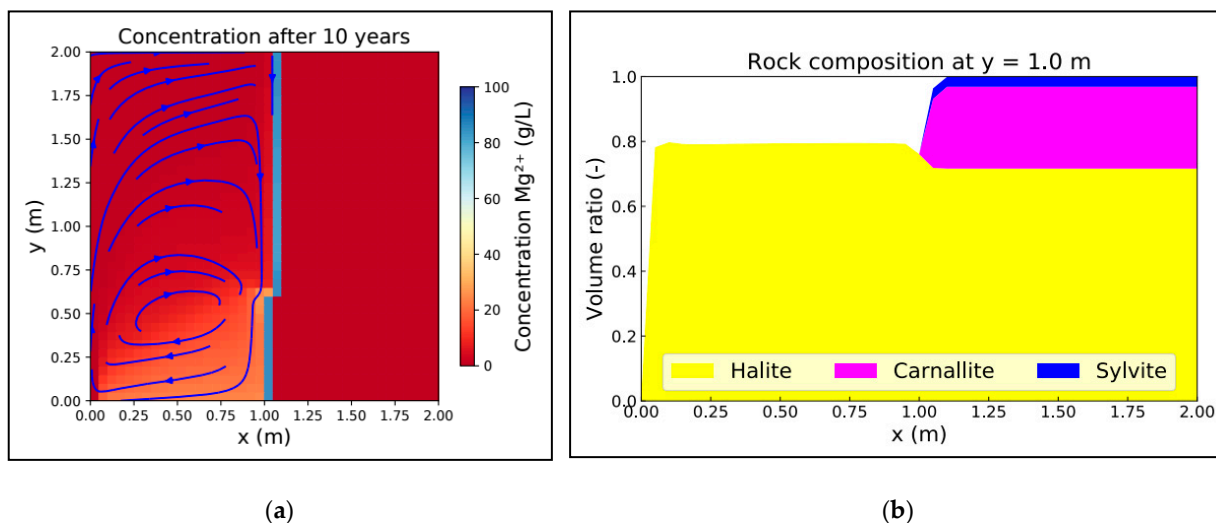 Concentration after 10 years
2.00
1.75
1.50
1.25
1.00
0.75
0.50
0.25
0.00
y (m)
0.00 0.25 0.50 0.75 1.00 1.25 1.50 1.75 2.00
x (m)
100
80
60
40
20
0
Concentration Mg²⁺ (g/L)
(a)
Rock composition at y = 1.0 m
1.0
0.8
0.6
0.4
0.2
0.0
Volume ratio (-)
Halite Carnallite Sylvite
0.00 0.25 0.50 0.75 1.00 1.25 1.50 1.75 2.00
x (m)
(b)